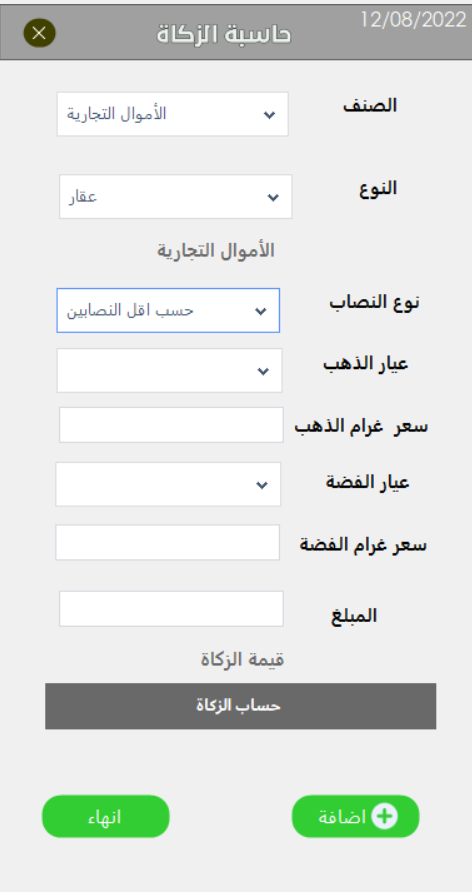 12/08/2022
حاسبة الزكاة
الصنف
الأموال التجارية
النوع
عقار
الأموال التجارية
نوع النصاب
حسب اقل النصابين
عيار الذهب
سعر غرام الذهب
عيار الفضة
سعر غرام الفضة
المبلغ
قيمة الزكاة
حساب الزكاة
اضافة
انهاء